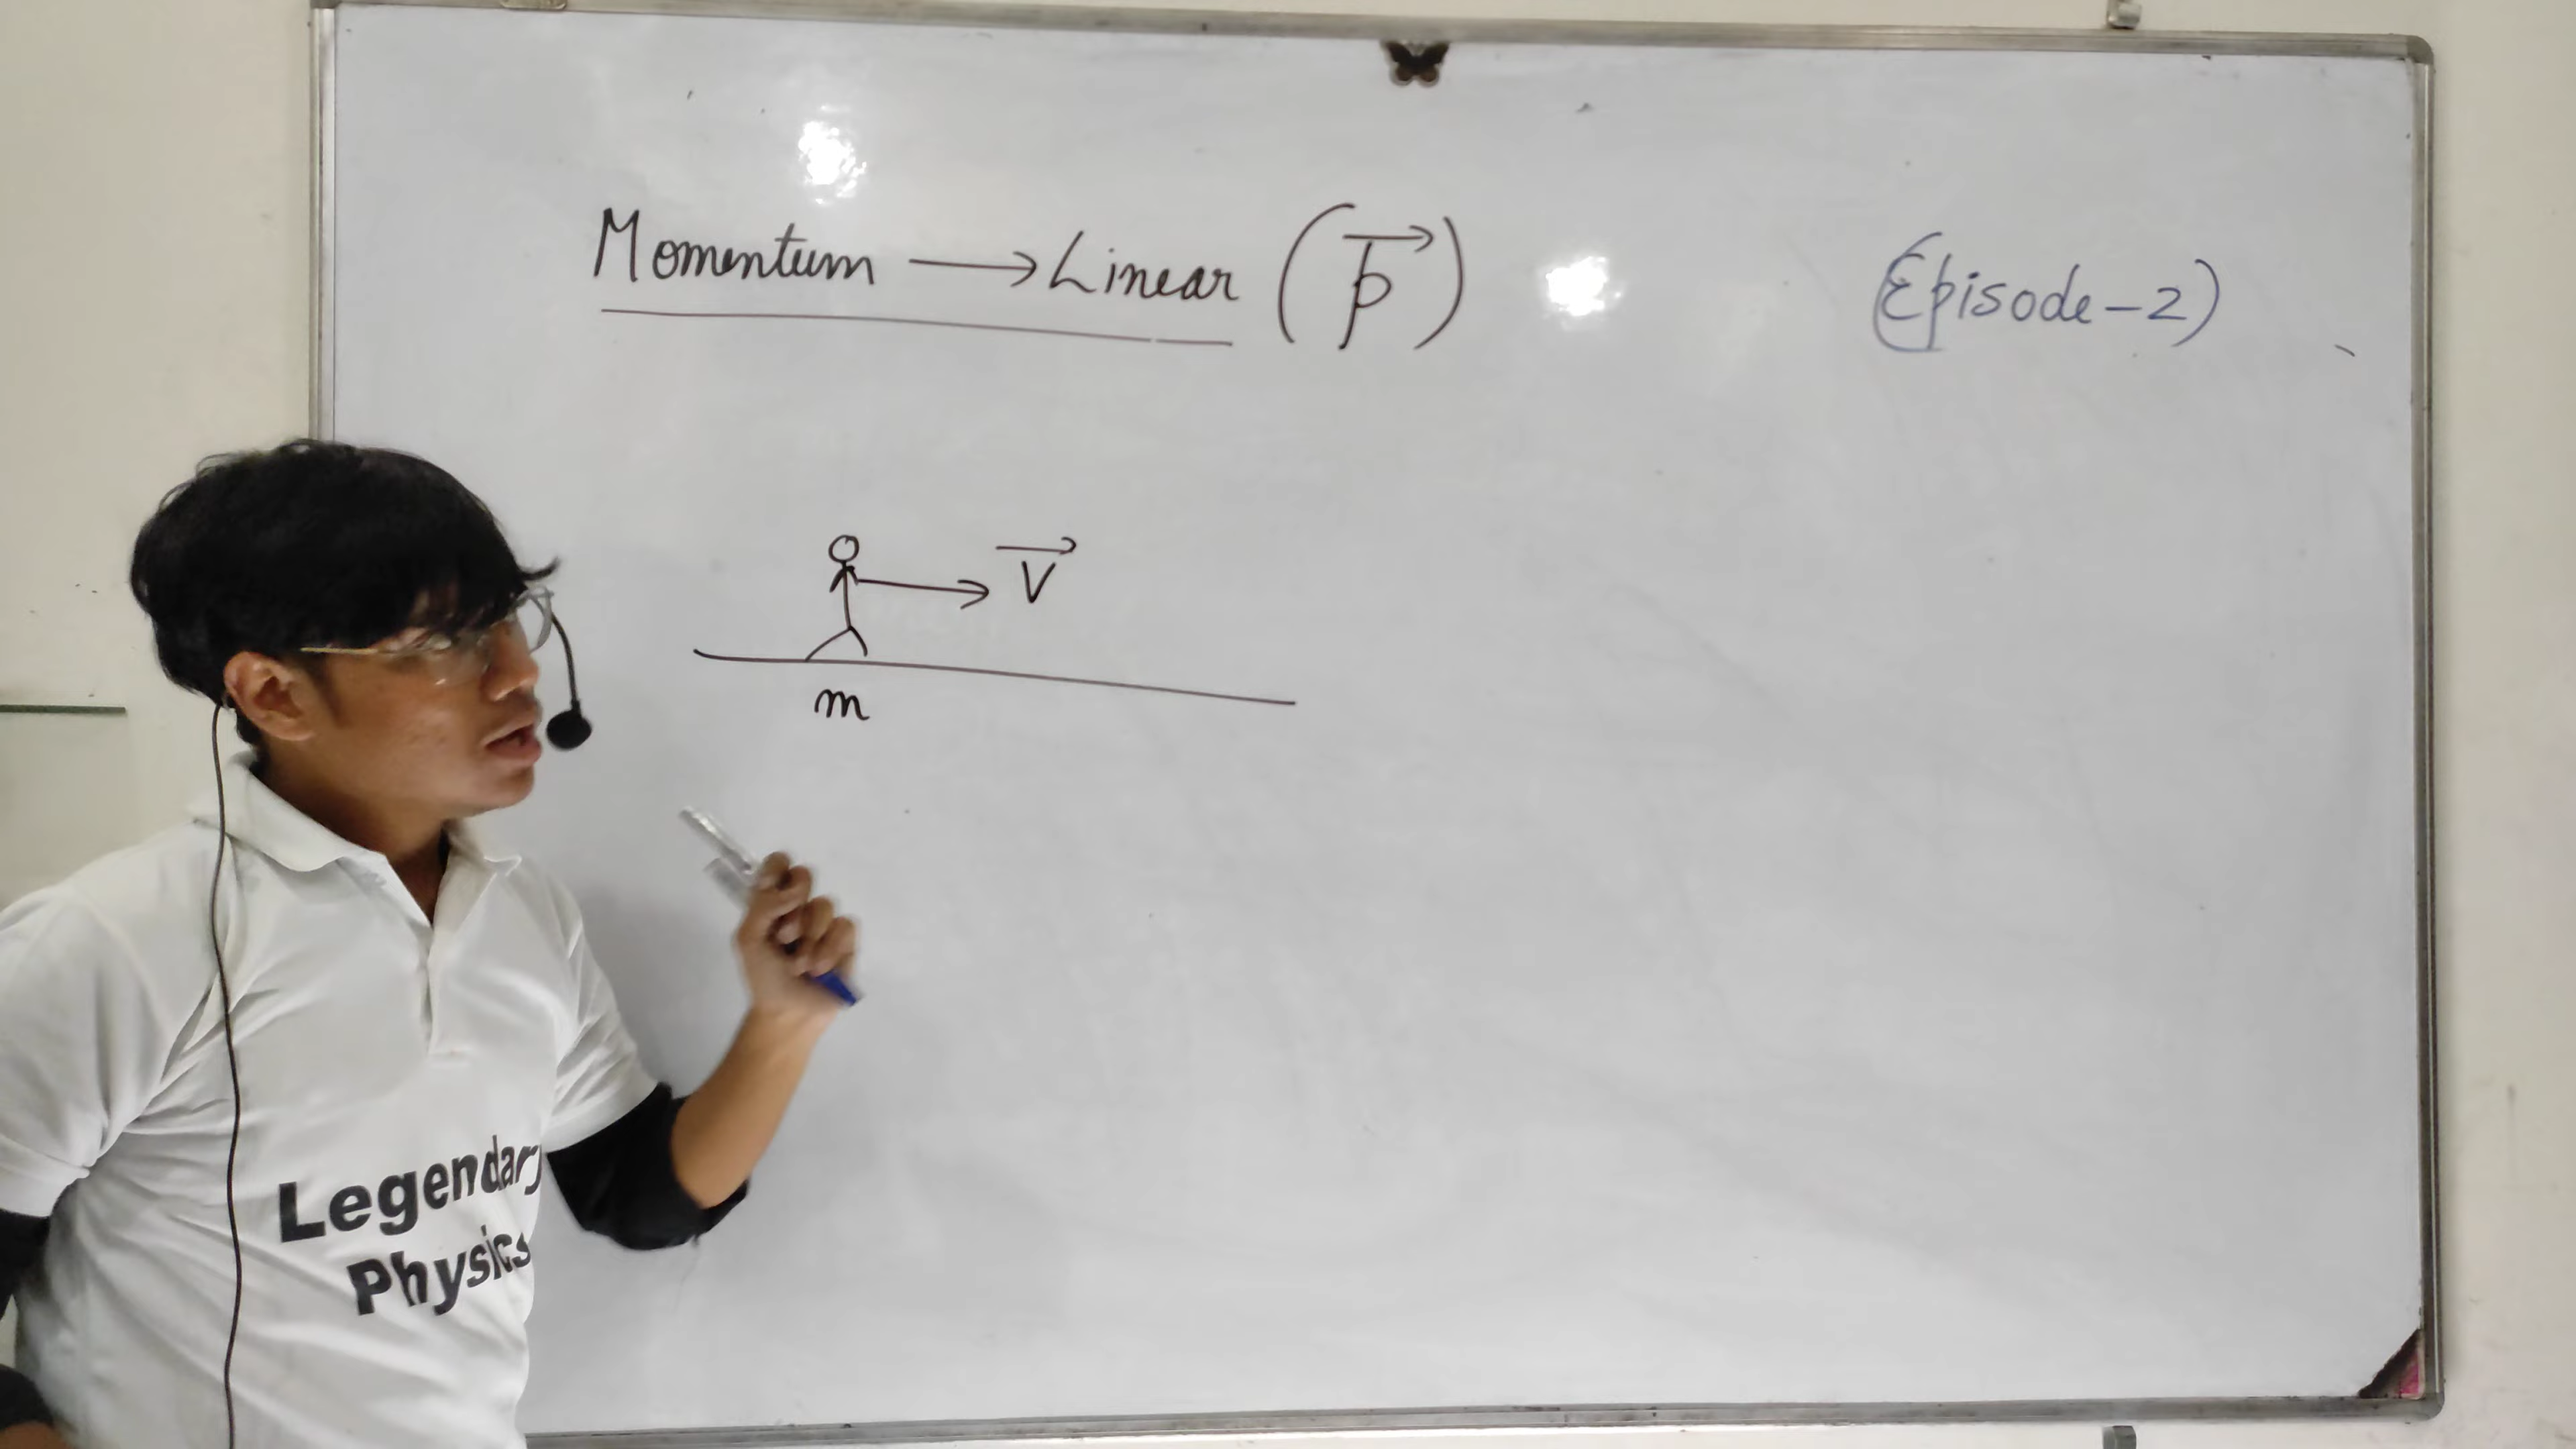 Momentum → Linear (p⃗)
(Episode-2)
V⃗
m
Legendary
Physics